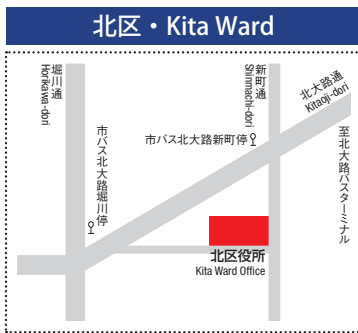 北区・Kita Ward
堀川通
Horikawa-dori
新町通
Shinmachi-dori
北大路通
Kitaoji-dori
市バス北大路堀川停
市バス北大路新町停
至北大路バスターミナル
北区役所
Kita Ward Office